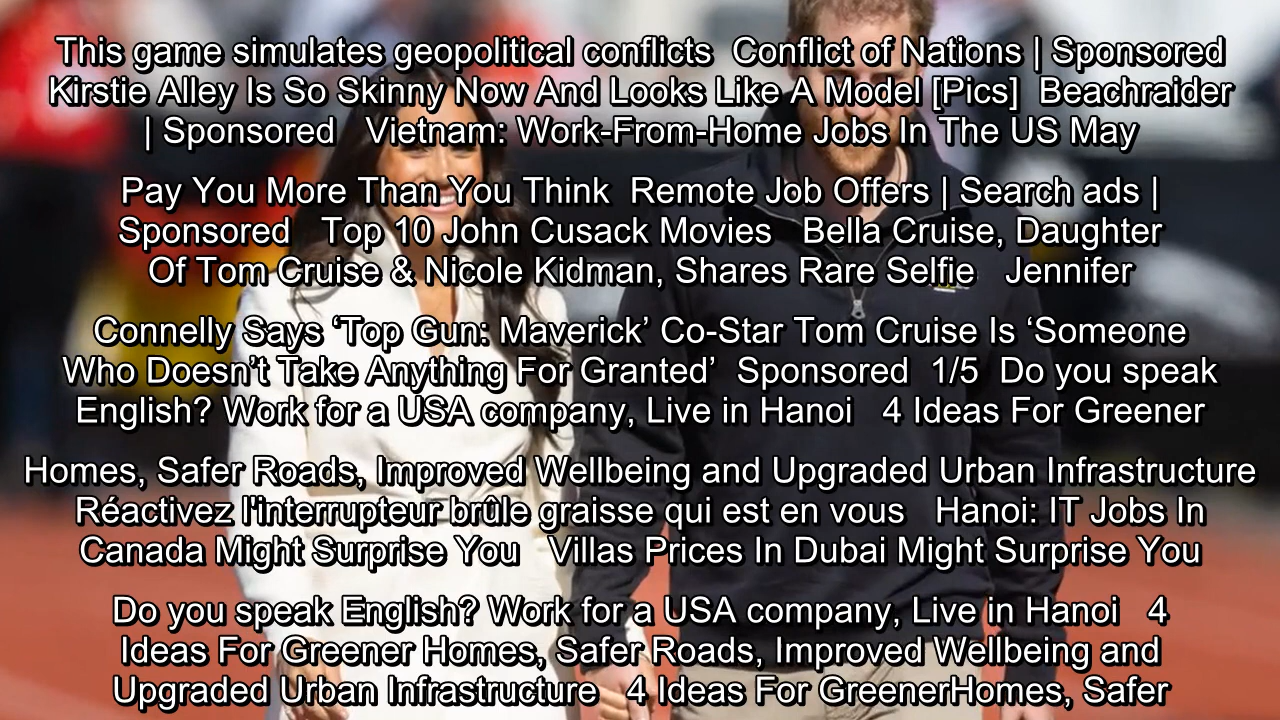 This game simulates geopolitical conflicts  Conflict of Nations | Sponsored
Kirstie Alley Is So Skinny Now And Looks Like A Model [Pics]  Beachraider
| Sponsored   Vietnam: Work-From-Home Jobs In The US May
Pay You More Than You Think  Remote Job Offers | Search ads |
Sponsored   Top 10 John Cusack Movies   Bella Cruise, Daughter
Of Tom Cruise & Nicole Kidman, Shares Rare Selfie   Jennifer
Connelly Says ‘Top Gun: Maverick’ Co-Star Tom Cruise Is ‘Someone
Who Doesn’t Take Anything For Granted’  Sponsored  1/5  Do you speak
English? Work for a USA company, Live in Hanoi   4 Ideas For Greener
Homes, Safer Roads, Improved Wellbeing and Upgraded Urban Infrastructure
Réactivez l'interrupteur brûle graisse qui est en vous   Hanoi: IT Jobs In
Canada Might Surprise You   Villas Prices In Dubai Might Surprise You
Do you speak English? Work for a USA company, Live in Hanoi   4
Ideas For Greener Homes, Safer Roads, Improved Wellbeing and
Upgraded Urban Infrastructure   4 Ideas For GreenerHomes, Safer